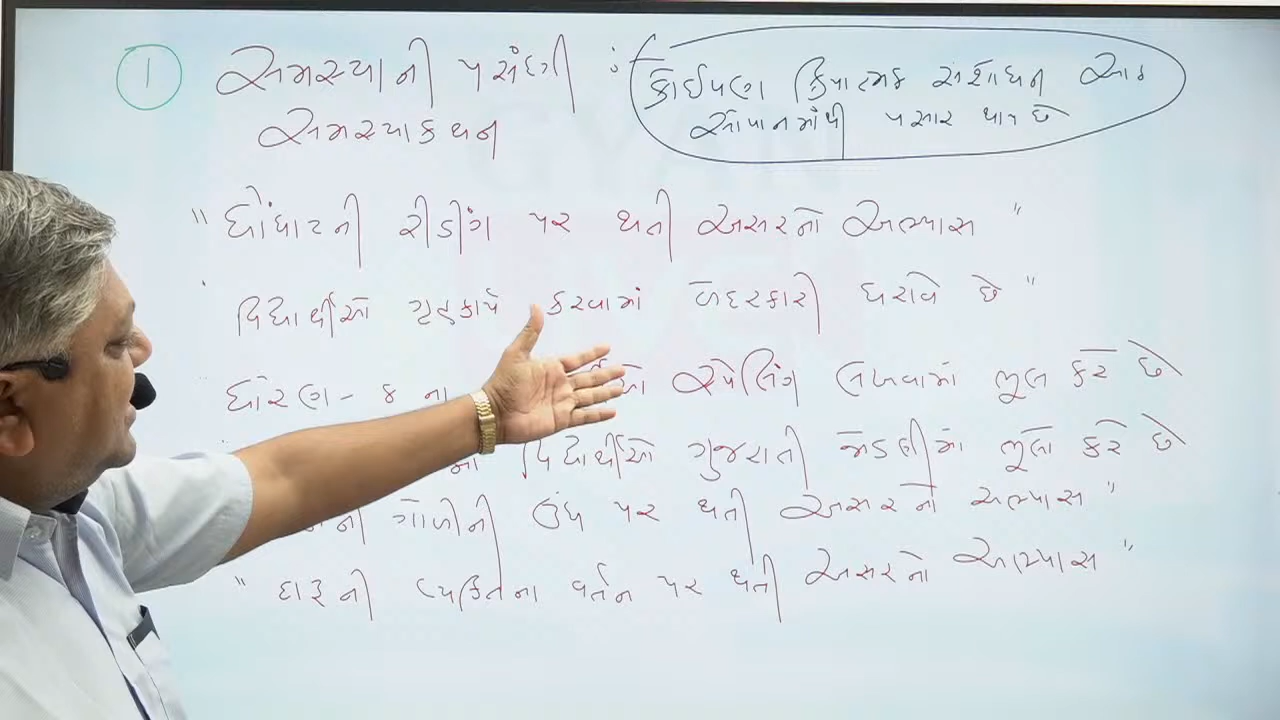 1 સમસ્યાની પસંદગી :
સમસ્યાકથન
કોઈપણ ક્રિયાત્મક સંશોધન આઠ
સોપાનમાંથી પસાર થાય છે
"ઘોંઘાટની રીડીંગ પર થતી અસરનો અભ્યાસ"
વિદ્યાર્થીઓ ગૃહકાર્ય કરવામાં બેદરકારી ધરાવે છે"
ધોરણ - ૪ ના સ્પેલિંગ લખવામાં ભૂલ કરે છે
વિદ્યાર્થીઓ ગુજરાતી જોડણીમાં ભૂલો કરે છે
ગોળીની ઉંઘ પર થતી અસરનો અભ્યાસ"
"દારૂની વ્યક્તિના વર્તન પર થતી અસરનો અભ્યાસ"